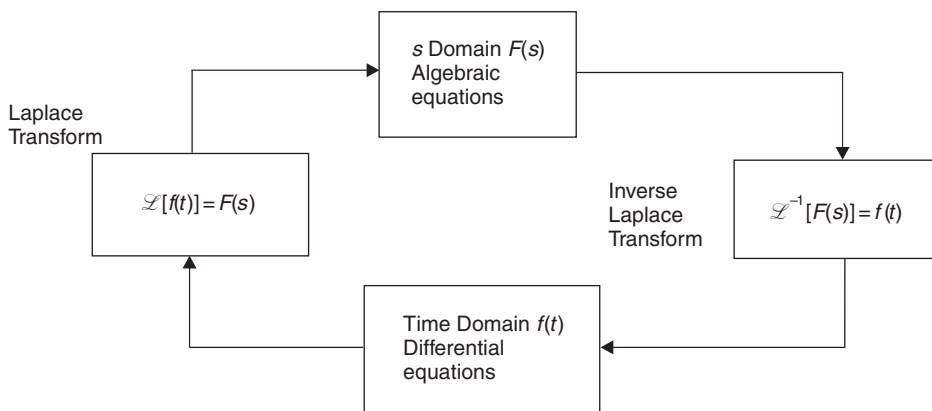 s Domain F(s)
Algebraic
equations
Laplace
Transform
ℒ[f(t)] = F(s)
Inverse
Laplace
Transform
ℒ⁻¹[F(s)] = f(t)
Time Domain f(t)
Differential
equations